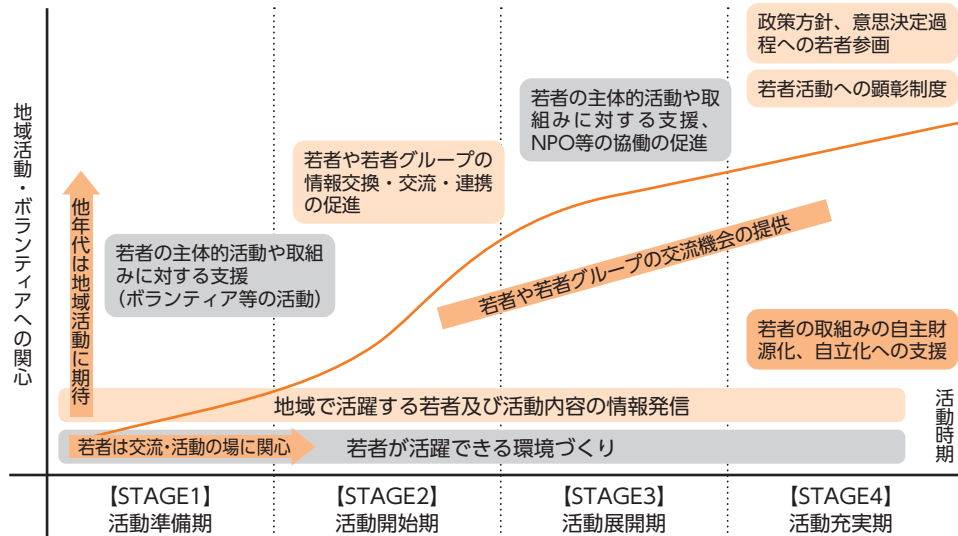 政策方針、意思決定過
程への若者参画
若者活動への顕彰制度
若者の主体的活動や取
組みに対する支援、
NPO等の協働の促進
若者や若者グループの
情報交換・交流・連携
の促進
若者の主体的活動や取組
みに対する支援
（ボランティア等の活動）
地域活動・ボランティアへの関心
他年代は地域活動に期待
若者や若者グループの交流機会の提供
若者の取組みの自主財
源化、自立化への支援
地域で活躍する若者及び活動内容の情報発信
若者は交流・活動の場に関心
若者が活躍できる環境づくり
活動時期
【STAGE1】
活動準備期
【STAGE2】
活動開始期
【STAGE3】
活動展開期
【STAGE4】
活動充実期